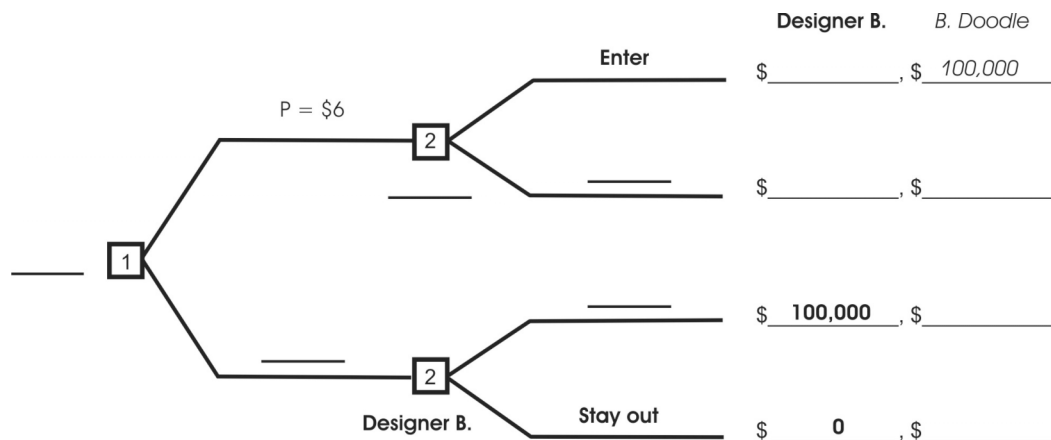 Designer B. B. Doodle
Enter
$ , $ 100,000
P = $6
2
$ , $
1
$ 100,000 , $
2
Designer B.
Stay out
$ 0 , $